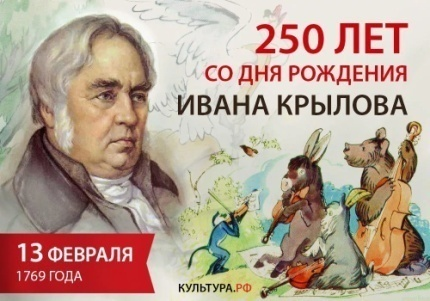 250 ЛЕТ
СО ДНЯ РОЖДЕНИЯ
ИВАНА КРЫЛОВА
13 ФЕВРАЛЯ
1769 ГОДА
КУЛЬТУРА.РФ